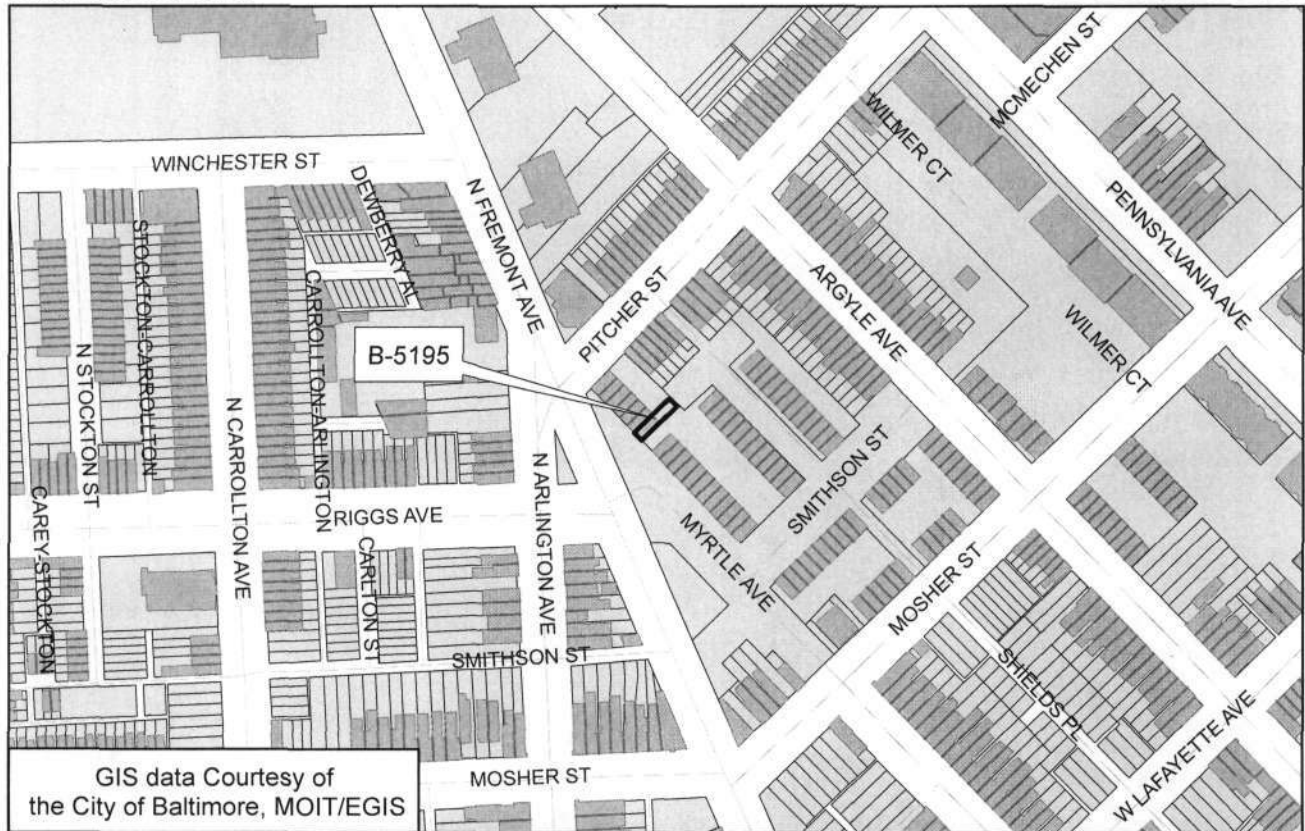 MCMECHEN ST
WILMER CT
WINCHESTER ST
DEWBERRY AL
N FREMONT AVE
PENNSYLVANIA AVE
STOCKTON-CARROLLTON
PITCHER ST
ARGYLE AVE
WILMER CT
CARROLLTON-ARLINGTON
B-5195
N STOCKTON ST
N CARROLLTON AVE
SMITHSON ST
N ARLINGTON AVE
CAREY-STOCKTON
RIGGS AVE
MYRTLE AVE
CARLTON ST
MOSHER ST
SMITHSON ST
SHIELDS PL
W LAFAYETTE AVE
GIS data Courtesy of
the City of Baltimore, MOIT/EGIS
MOSHER ST